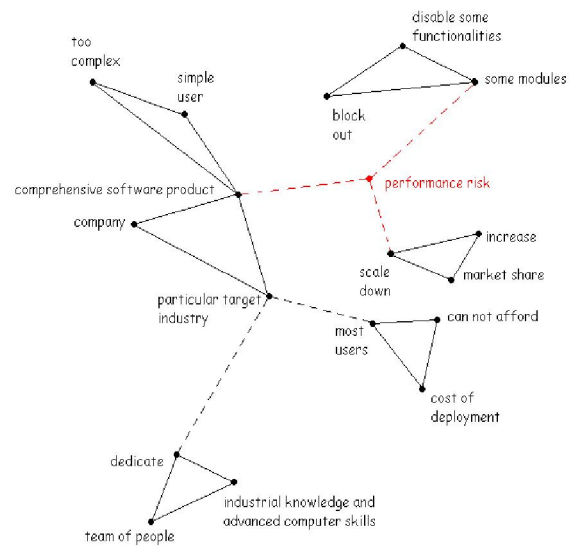 disable some
functionalities
too
complex
simple
user
some modules
block
out
comprehensive software product
performance risk
company
increase
scale
down
market share
particular target
industry
most
users
can not afford
cost of
deployment
dedicate
industrial knowledge and
advanced computer skills
team of people